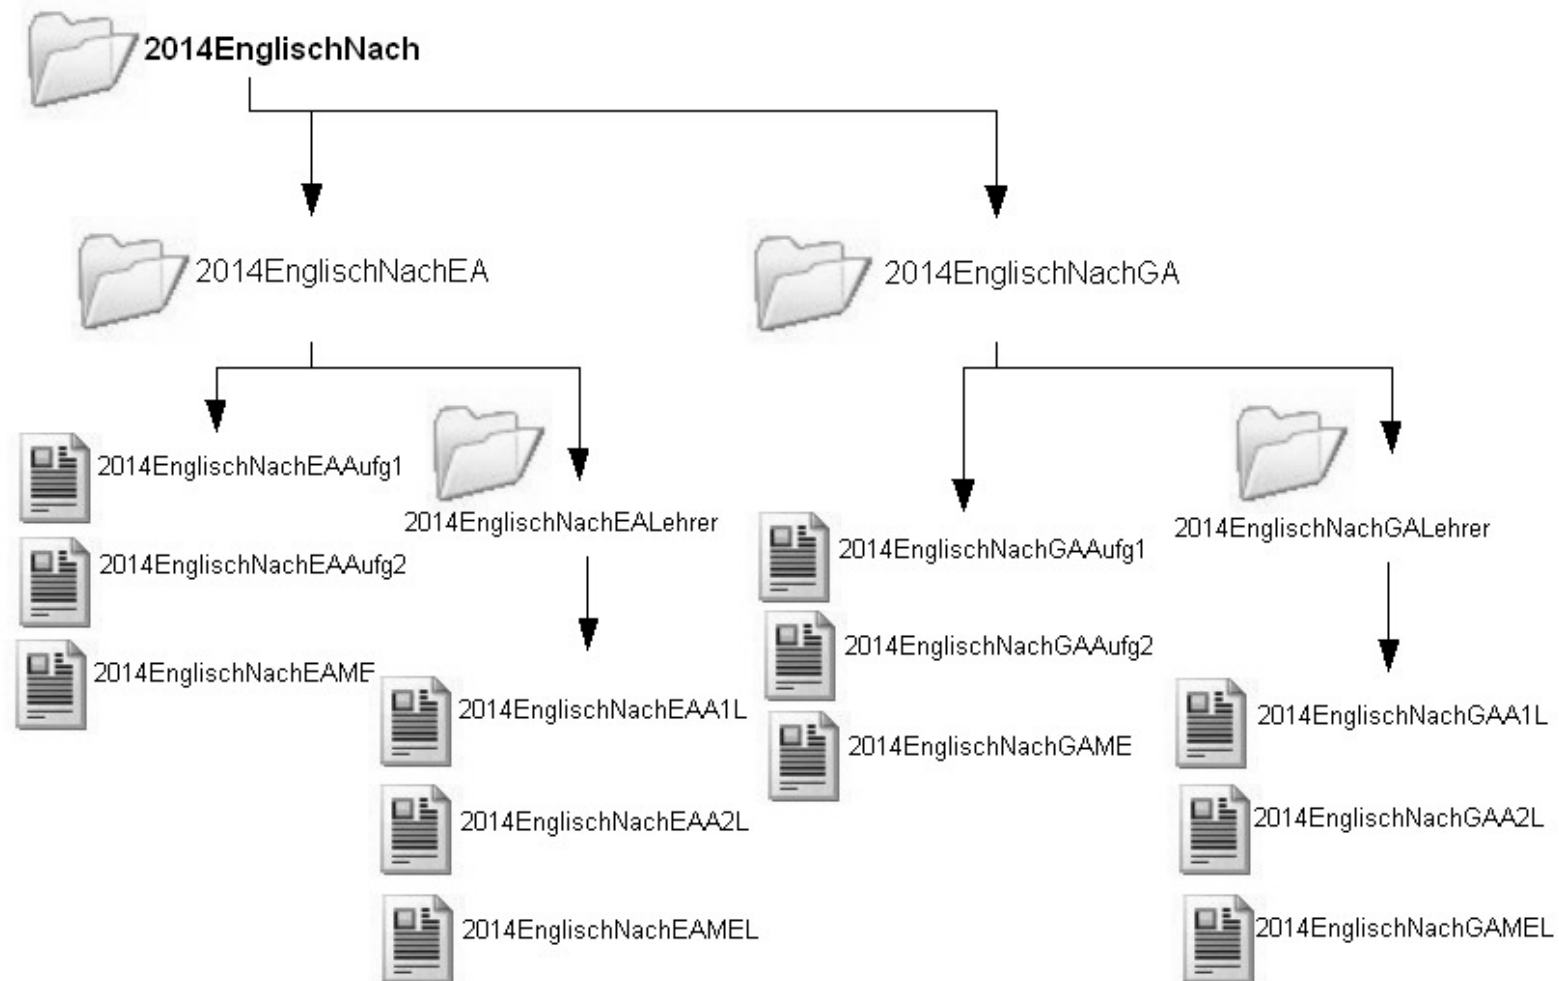 2014EnglischNach
2014EnglischNachEA
2014EnglischNachGA
2014EnglischNachEAAufg1
2014EnglischNachEAAufg2
2014EnglischNachEAME
2014EnglischNachEALehrer
2014EnglischNachEAA1L
2014EnglischNachEAA2L
2014EnglischNachEAMEL
2014EnglischNachGAAufg1
2014EnglischNachGAAufg2
2014EnglischNachGAME
2014EnglischNachGALehrer
2014EnglischNachGAA1L
2014EnglischNachGAA2L
2014EnglischNachGAMEL